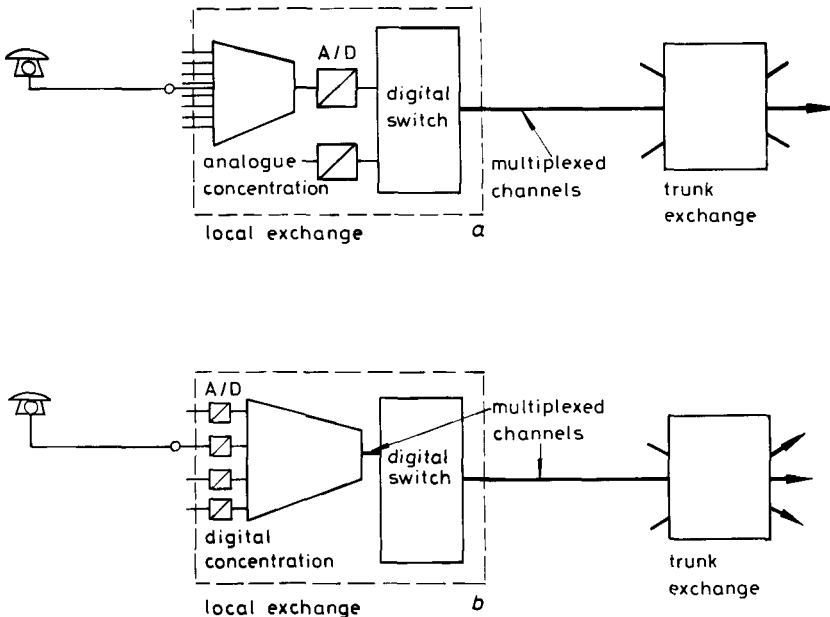 A/D
digital
switch
analogue
concentration
multiplexed
channels
trunk
exchange
local exchange
a
A/D
multiplexed
channels
digital
switch
digital
concentration
trunk
exchange
local exchange
b